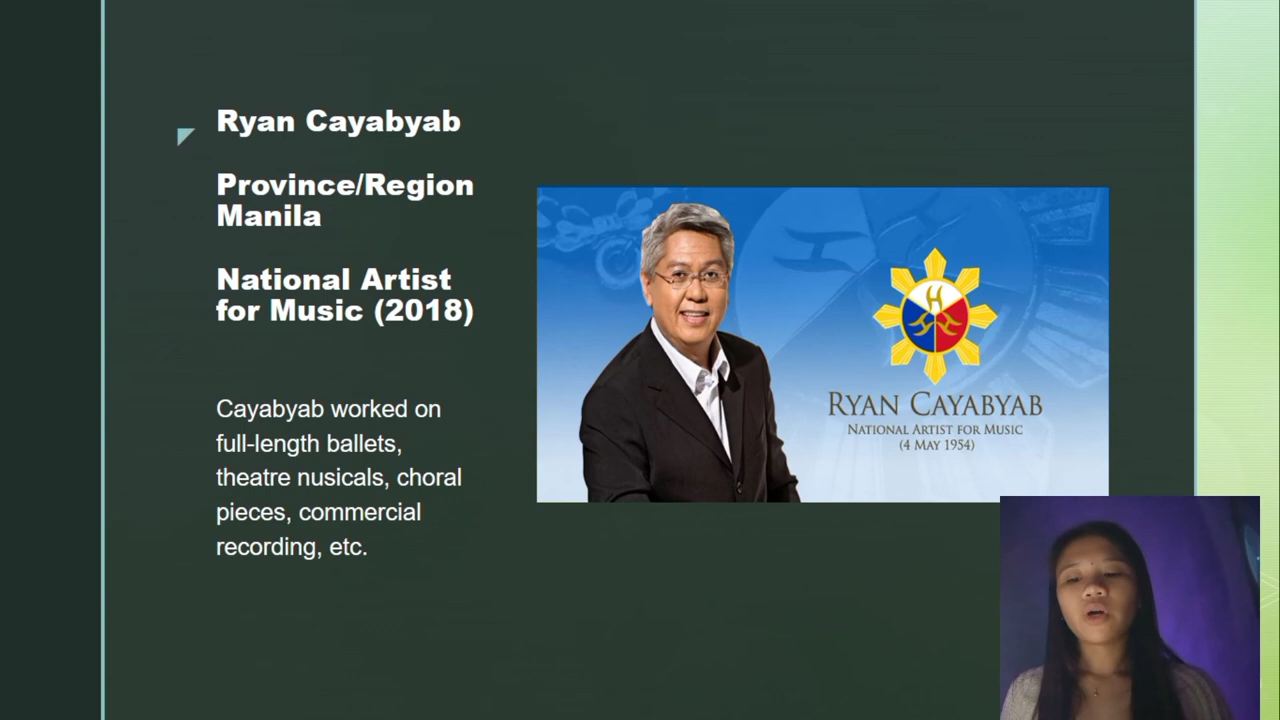 Ryan Cayabyab
Province/Region
Manila
National Artist
for Music (2018)
Cayabyab worked on
full-length ballets,
theatre nusicals, choral
pieces, commercial
recording, etc.
RYAN CAYABYAB
NATIONAL ARTIST FOR MUSIC
(4 MAY 1954)